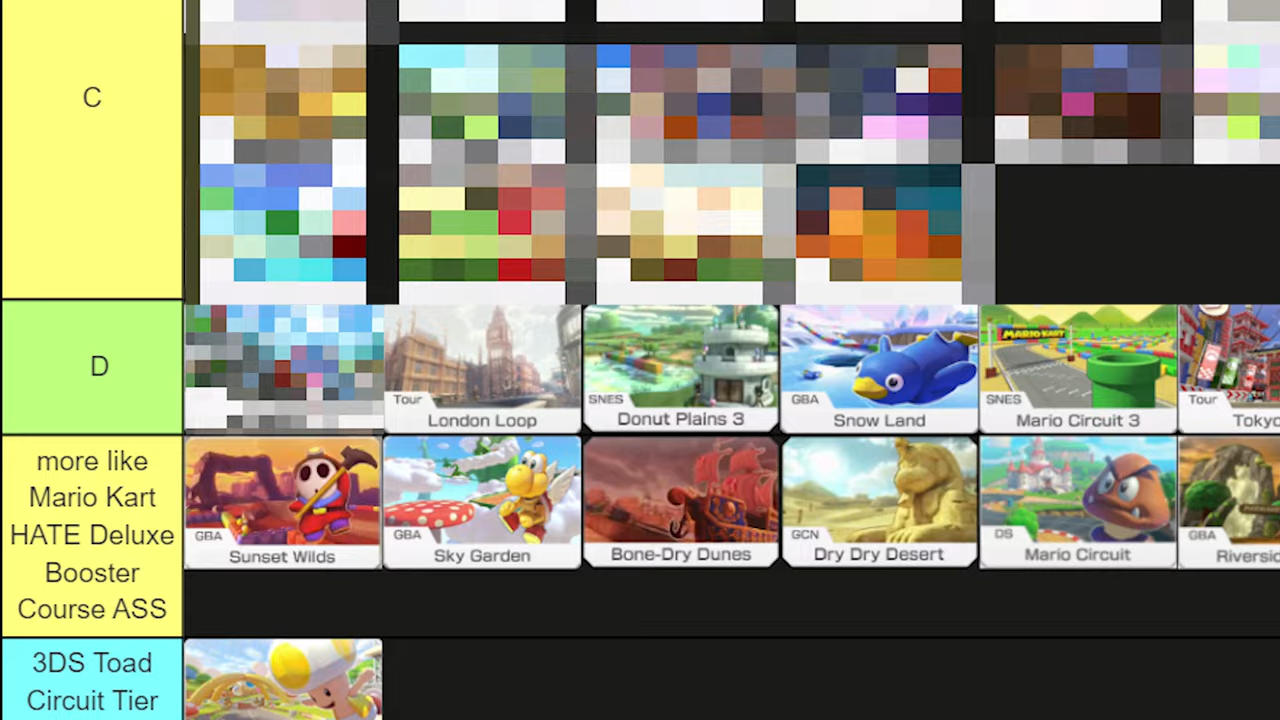 C
D
Tour
London Loop
SNES
Donut Plains 3
GBA
Snow Land
MARIO KART
SNES
Mario Circuit 3
Tour
Tokyo
more like
Mario Kart
HATE Deluxe
Booster
Course ASS
GBA
Sunset Wilds
GBA
Sky Garden
Bone-Dry Dunes
GCN
Dry Dry Desert
DS
Mario Circuit
GBA
3DS Toad
Circuit Tier